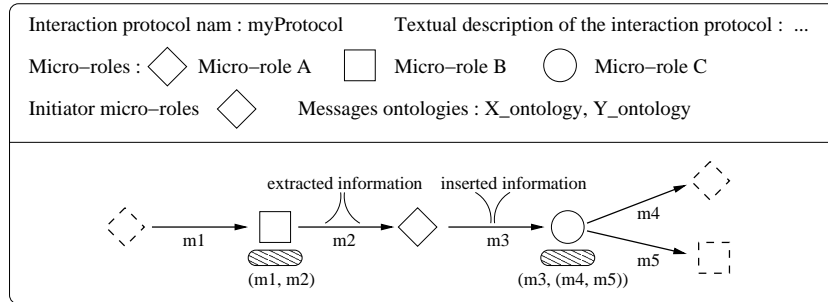 Interaction protocol nam : myProtocol Textual description of the interaction protocol : ...
Micro−roles : Micro−role A Micro−role B Micro−role C
Initiator micro−roles Messages ontologies : X_ontology, Y_ontology
extracted information inserted information
m1 m2 m3 m4 m5
(m1, m2) (m3, (m4, m5))